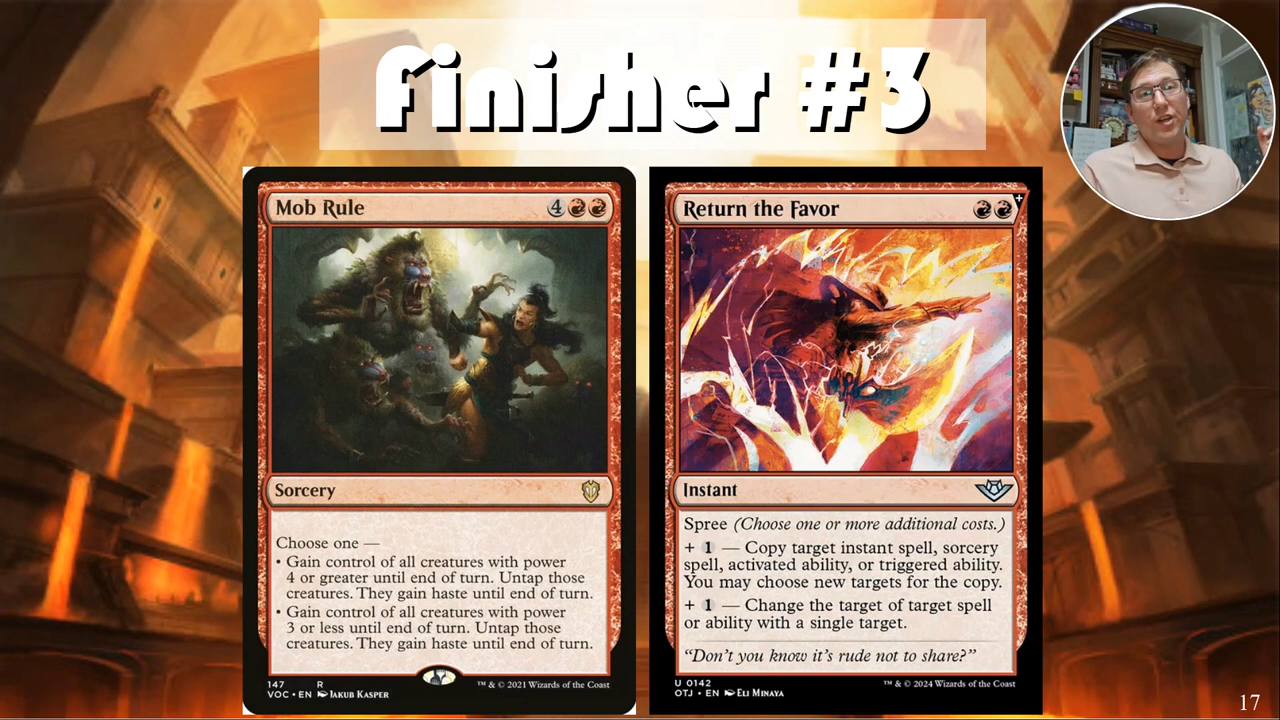 Finisher #3
Mob Rule 4
Sorcery
Choose one —
• Gain control of all creatures with power
4 or greater until end of turn. Untap those
creatures. They gain haste until end of turn.
• Gain control of all creatures with power
3 or less until end of turn. Untap those
creatures. They gain haste until end of turn.
147 R
VOC • EN Jakub Kasper
™ & © 2021 Wizards of the Coast
Return the Favor
Instant
Spree (Choose one or more additional costs.)
+ 1 — Copy target instant spell, sorcery
spell, activated ability, or triggered ability.
You may choose new targets for the copy.
+ 1 — Change the target of target spell
or ability with a single target.
“Don’t you know it’s rude not to share?”
U 0142
OTJ • EN Eli Minaya
™ & © 2024 Wizards of the Coast
17